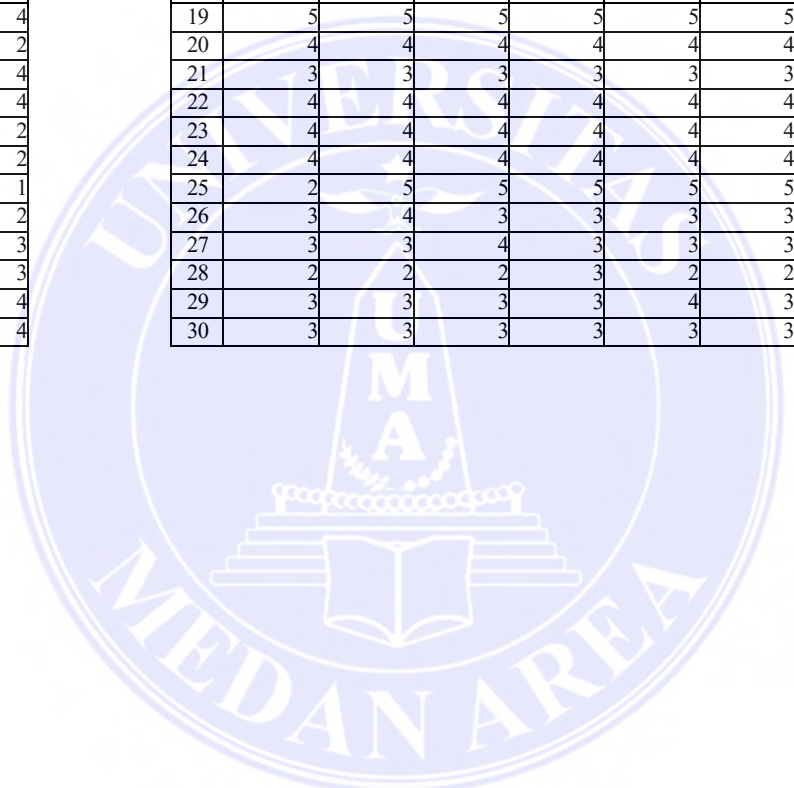 4 19 5 5 5 5 5 5
2 20 4 4 4 4 4 4
4 21 3 3 3 3 3 3
4 22 4 4 4 4 4 4
2 23 4 4 4 4 4 4
2 24 4 4 4 4 4 4
1 25 2 5 5 5 5 5
2 26 3 4 3 3 3 3
3 27 3 3 4 3 3 3
3 28 2 2 2 3 2 2
4 29 3 3 3 3 4 3
4 30 3 3 3 3 3 3
UNIVERSITAS
U
M
A
MEDAN AREA